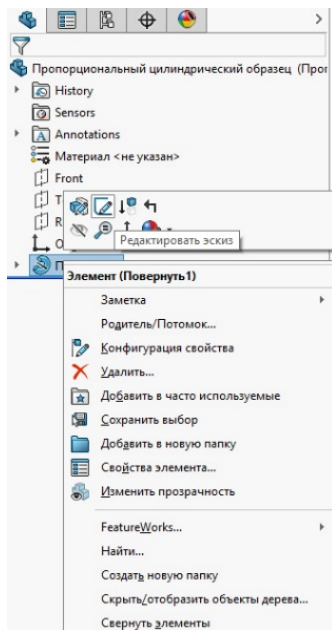 Пропорциональный цилиндрический образец (Про
History
Sensors
Annotations
Материал <не указан>
Front
T
R
Редактировать эскиз
O
П
Элемент (Повернуть1)
Заметка
Родитель/Потомок...
Конфигурация свойства
Удалить...
Добавить в часто используемые
Сохранить выбор
Добавить в новую папку
Свойства элемента...
Изменить прозрачность
FeatureWorks...
Найти...
Создать новую папку
Скрыть/отобразить объекты дерева...
Свернуть элементы